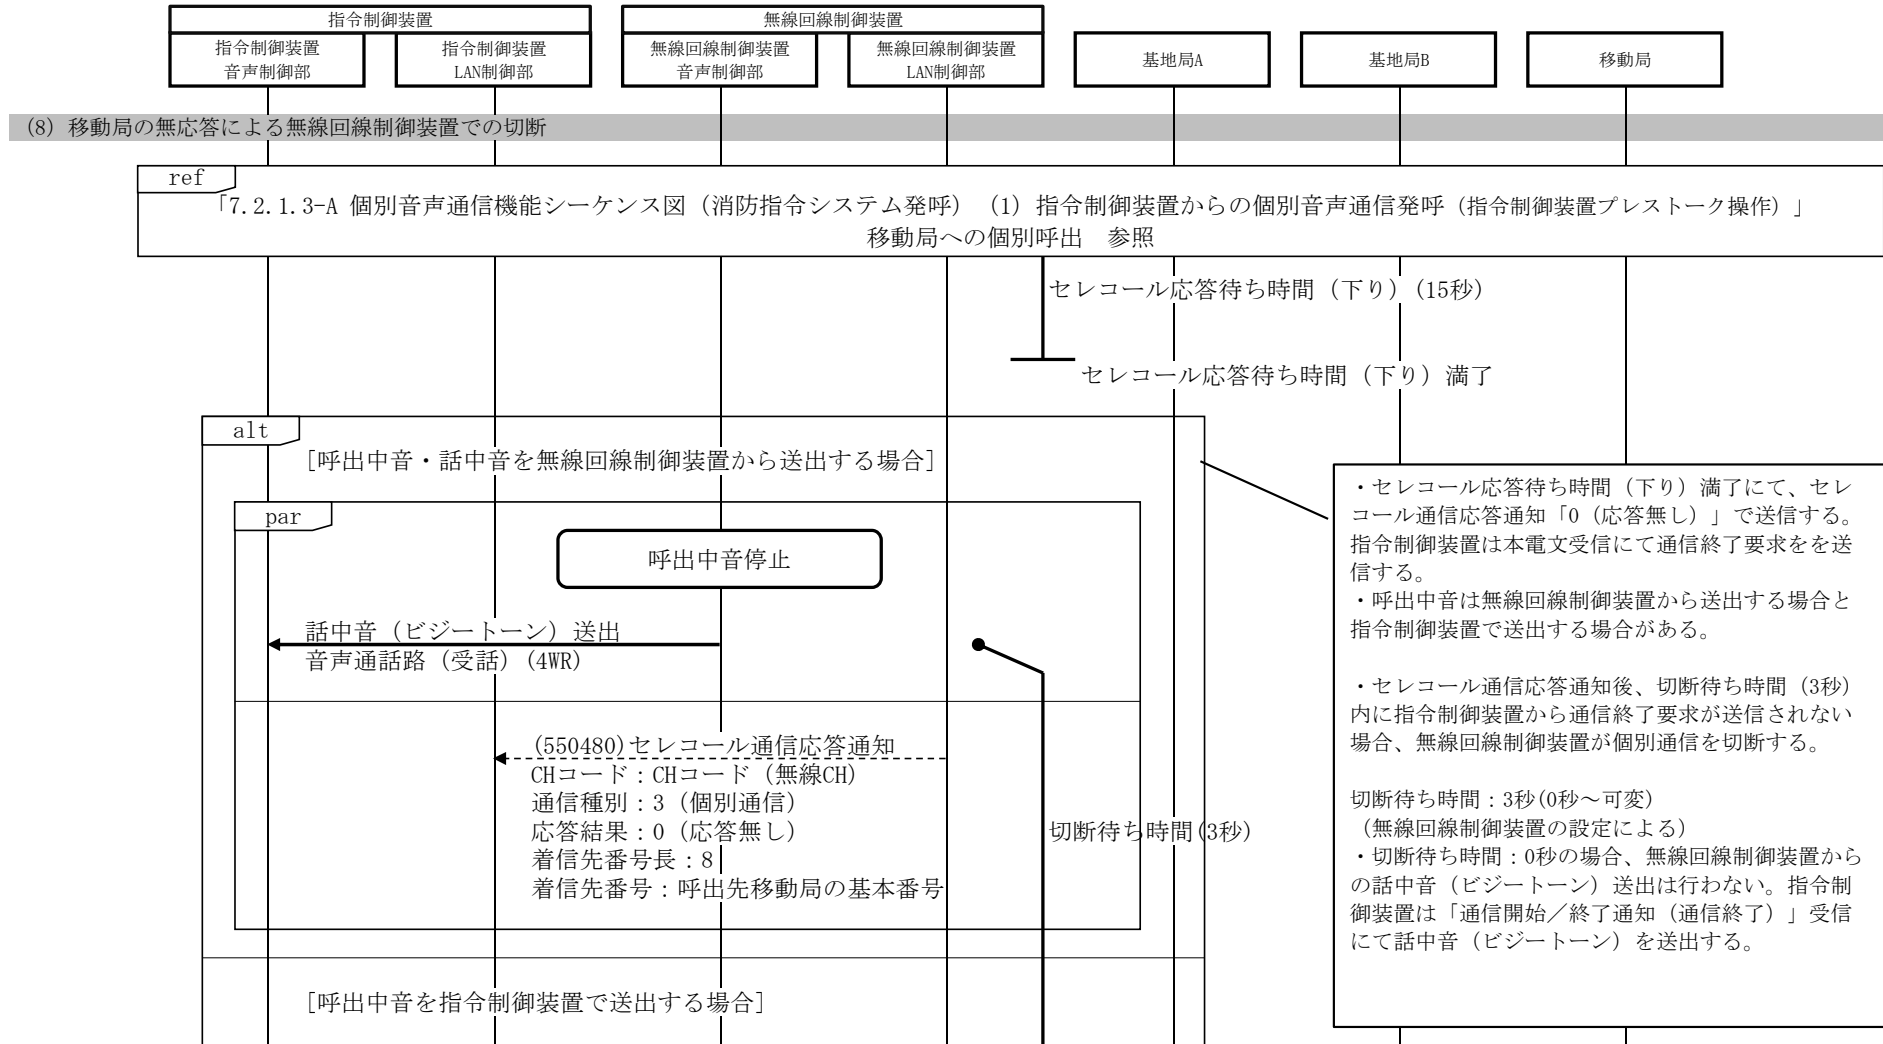 指令制御装置
無線回線制御装置
指令制御装置
音声制御部
指令制御装置
LAN制御部
無線回線制御装置
音声制御部
無線回線制御装置
LAN制御部
基地局A
基地局B
移動局
(8) 移動局の無応答による無線回線制御装置での切断
ref
「7.2.1.3-A 個別音声通信機能シーケンス図（消防指令システム発呼）（1）指令制御装置からの個別音声通信発呼（指令制御装置プレストーク操作）」
移動局への個別呼出　参照
セレコール応答待ち時間（下り）(15秒)
セレコール応答待ち時間（下り）満了
alt
[呼出中音・話中音を無線回線制御装置から送出する場合]
par
呼出中音停止
話中音（ビジートーン）送出
音声通話路（受話）(4WR)
(550480)セレコール通信応答通知
CHコード：CHコード（無線CH）
通信種別：3（個別通信）
応答結果：0（応答無し）
着信先番号長：8
着信先番号：呼出先移動局の基本番号
切断待ち時間(3秒)
[呼出中音を指令制御装置で送出する場合]
・セレコール応答待ち時間（下り）満了にて、セレ
コール通信応答通知「0（応答無し）」で送信する。
指令制御装置は本電文受信にて通信終了要求をを送
信する。
・呼出中音は無線回線制御装置から送出する場合と
指令制御装置で送出する場合がある。
・セレコール通信応答通知後、切断待ち時間（3秒）
内に指令制御装置から通信終了要求が送信されない
場合、無線回線制御装置が個別通信を切断する。
切断待ち時間：3秒(0秒～可変)
（無線回線制御装置の設定による）
・切断待ち時間：0秒の場合、無線回線制御装置から
の話中音（ビジートーン）送出は行わない。指令制
御装置は「通信開始／終了通知（通信終了）」受信
にて話中音（ビジートーン）を送出する。